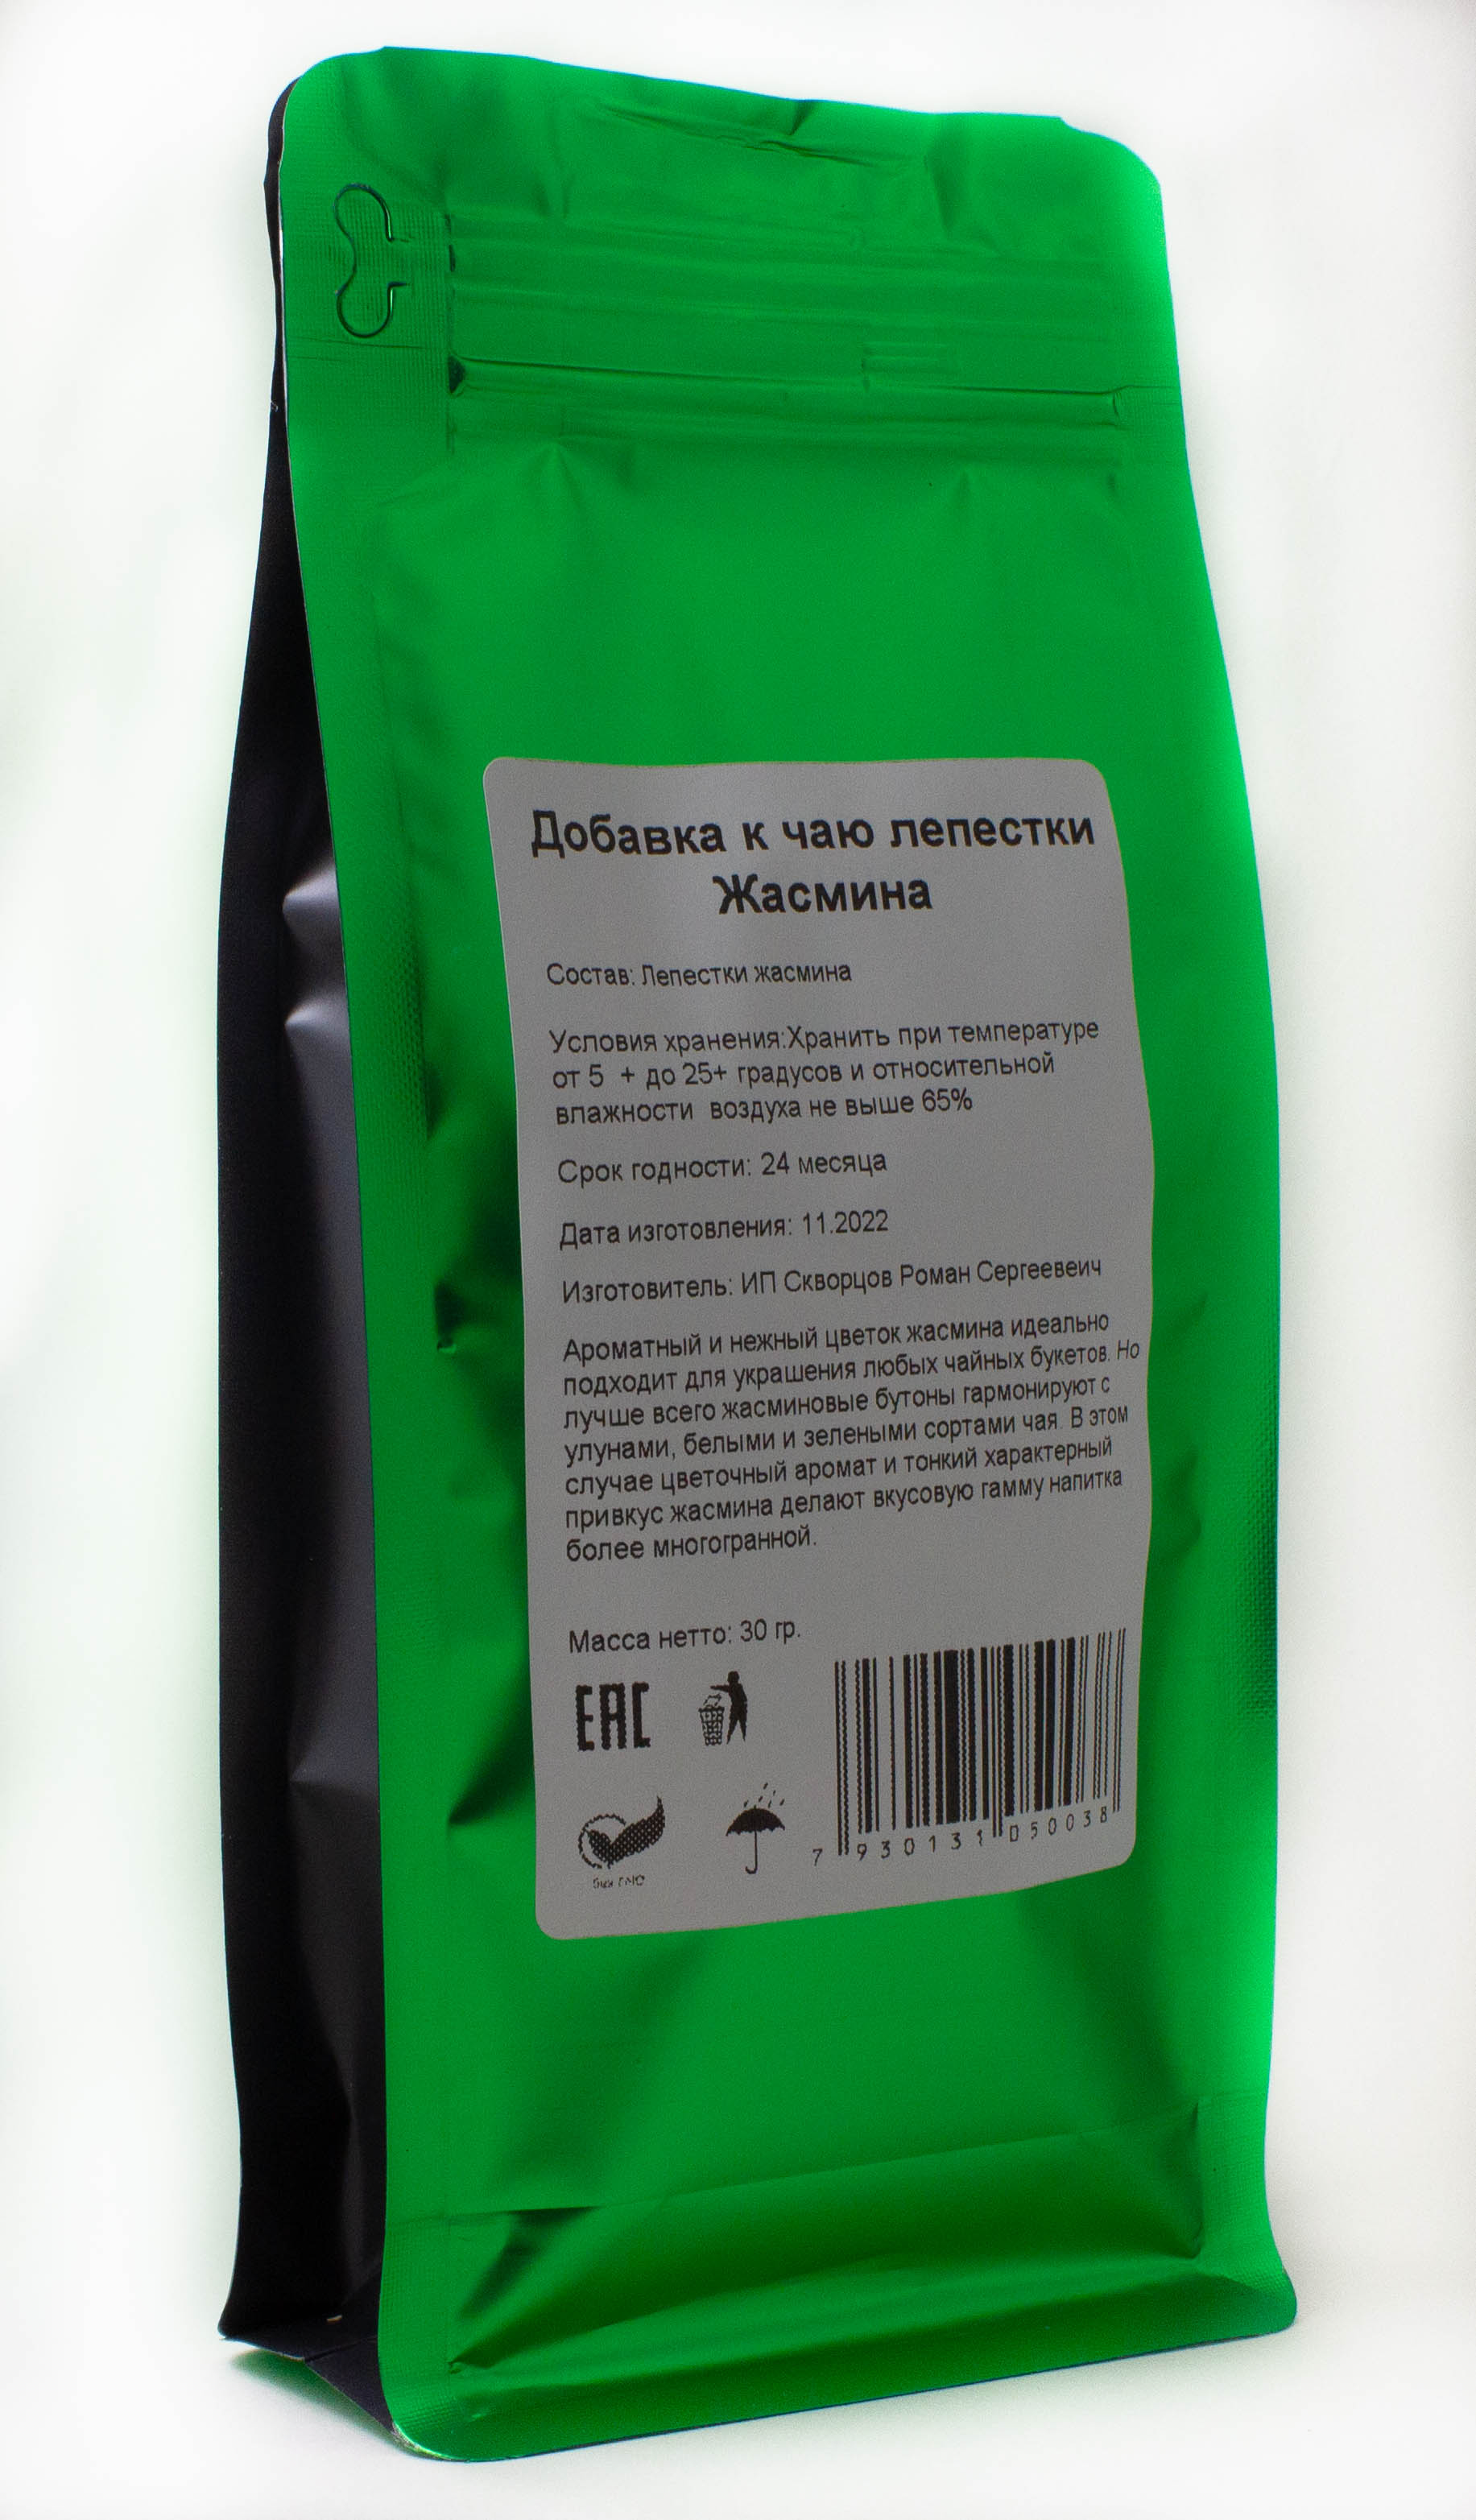 Добавка к чаю лепестки
Жасмина
Состав: Лепестки жасмина
Условия хранения:Хранить при температуре
от 5 + до 25+ градусов и относительной
влажности воздуха не выше 65%
Срок годности: 24 месяца
Дата изготовления: 11.2022
Изготовитель: ИП Скворцов Роман Сергеевеич
Ароматный и нежный цветок жасмина идеально
подходит для украшения любых чайных букетов. Но
лучше всего жасминовые бутоны гармонируют с
улунами, белыми и зелеными сортами чая. В этом
случае цветочный аромат и тонкий характерный
привкус жасмина делают вкусовую гамму напитка
более многогранной.
Масса нетто: 30 гр.
ЕАС
без ГМО
7 930131 050038